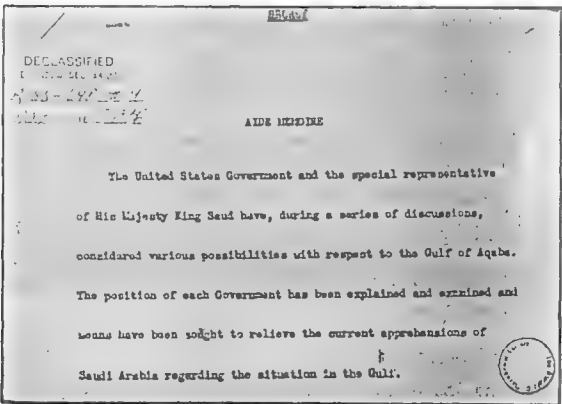 SECRET
DECLASSIFIED
AIDE MEMOIRE
The United States Government and the special representative
of His Majesty King Saud have, during a series of discussions,
considered various possibilities with respect to the Gulf of Aqaba.
The position of each Government has been explained and examined and
means have been sought to relieve the current apprehensions of
Saudi Arabia regarding the situation in the Gulf.